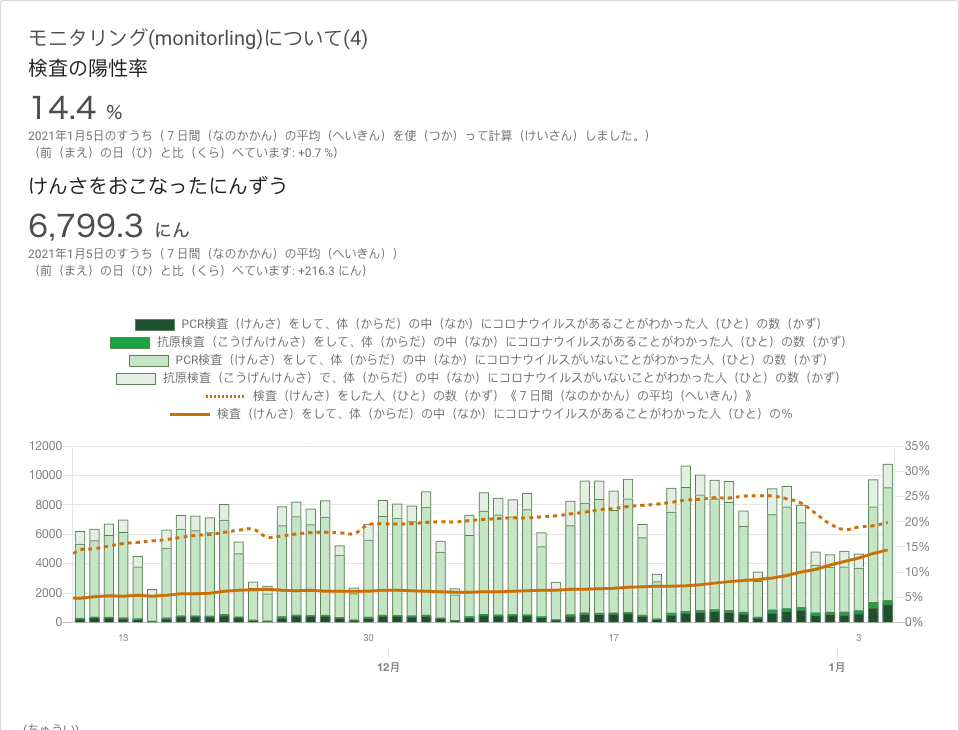 モニタリング(monitorling)について(4)
検査の陽性率
14.4 %
2021年1月5日のすうち（７日間（なのかかん）の平均（へいきん）を使（つか）って計算（けいさん）しました。）
（前（まえ）の日（ひ）と比（くら）べています: +0.7 %）
けんさをおこなったにんずう
6,799.3 にん
2021年1月5日のすうち（７日間（なのかかん）の平均（へいきん））
（前（まえ）の日（ひ）と比（くら）べています: +216.3 にん）
PCR検査（けんさ）をして、体（からだ）の中（なか）にコロナウイルスがあることがわかった人（ひと）の数（かず）
抗原検査（こうげんけんさ）をして、体（からだ）の中（なか）にコロナウイルスがあることがわかった人（ひと）の数（かず）
PCR検査（けんさ）をして、体（からだ）の中（なか）にコロナウイルスがいないことがわかった人（ひと）の数（かず）
抗原検査（こうげんけんさ）で、体（からだ）の中（なか）にコロナウイルスがいないことがわかった人（ひと）の数（かず）
検査（けんさ）をした人（ひと）の数（かず）《７日間（なのかかん）の平均（へいきん）》
検査（けんさ）をして、体（からだ）の中（なか）にコロナウイルスがあることがわかった人（ひと）の％
12000 35%
10000 30%
8000 25%
6000 20%
4000 15%
2000 10%
0 5%
0%
13 30 17 3
12月 1月
(ちゅうい)